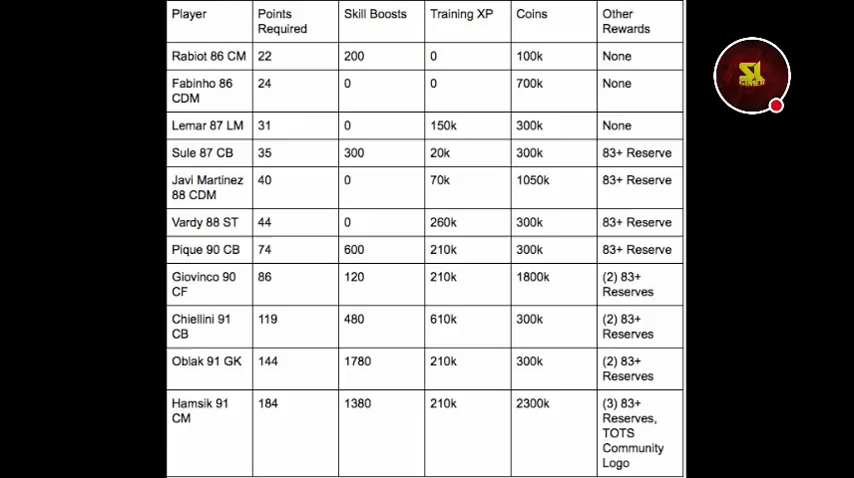 Player Points Required Skill Boosts Training XP Coins Other Rewards
Rabiot 86 CM 22 200 0 100k None
Fabinho 86 CDM 24 0 0 700k None
Lemar 87 LM 31 0 150k 300k None
Sule 87 CB 35 300 20k 300k 83+ Reserve
Javi Martinez 88 CDM 40 0 70k 1050k 83+ Reserve
Vardy 88 ST 44 0 260k 300k 83+ Reserve
Pique 90 CB 74 600 210k 300k 83+ Reserve
Giovinco 90 CF 86 120 210k 1800k (2) 83+ Reserves
Chiellini 91 CB 119 480 610k 300k (2) 83+ Reserves
Oblak 91 GK 144 1780 210k 300k (2) 83+ Reserves
Hamsik 91 CM 184 1380 210k 2300k (3) 83+ Reserves, TOTS Community Logo